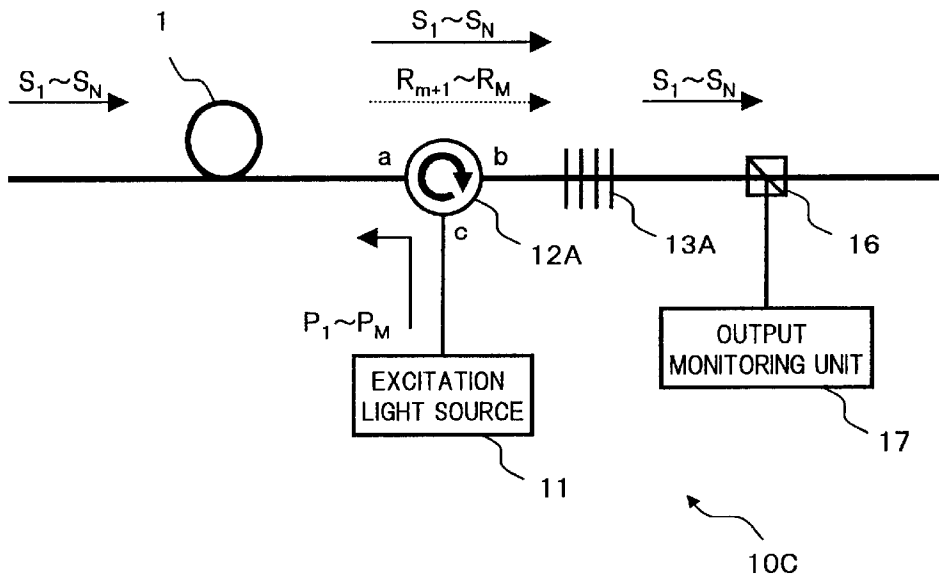 1
S₁~S_N
S₁~S_N
R_{m+1}~R_M
S₁~S_N
a
b
c
12A
13A
16
P₁~P_M
EXCITATION
LIGHT SOURCE
OUTPUT
MONITORING UNIT
11
17
10C